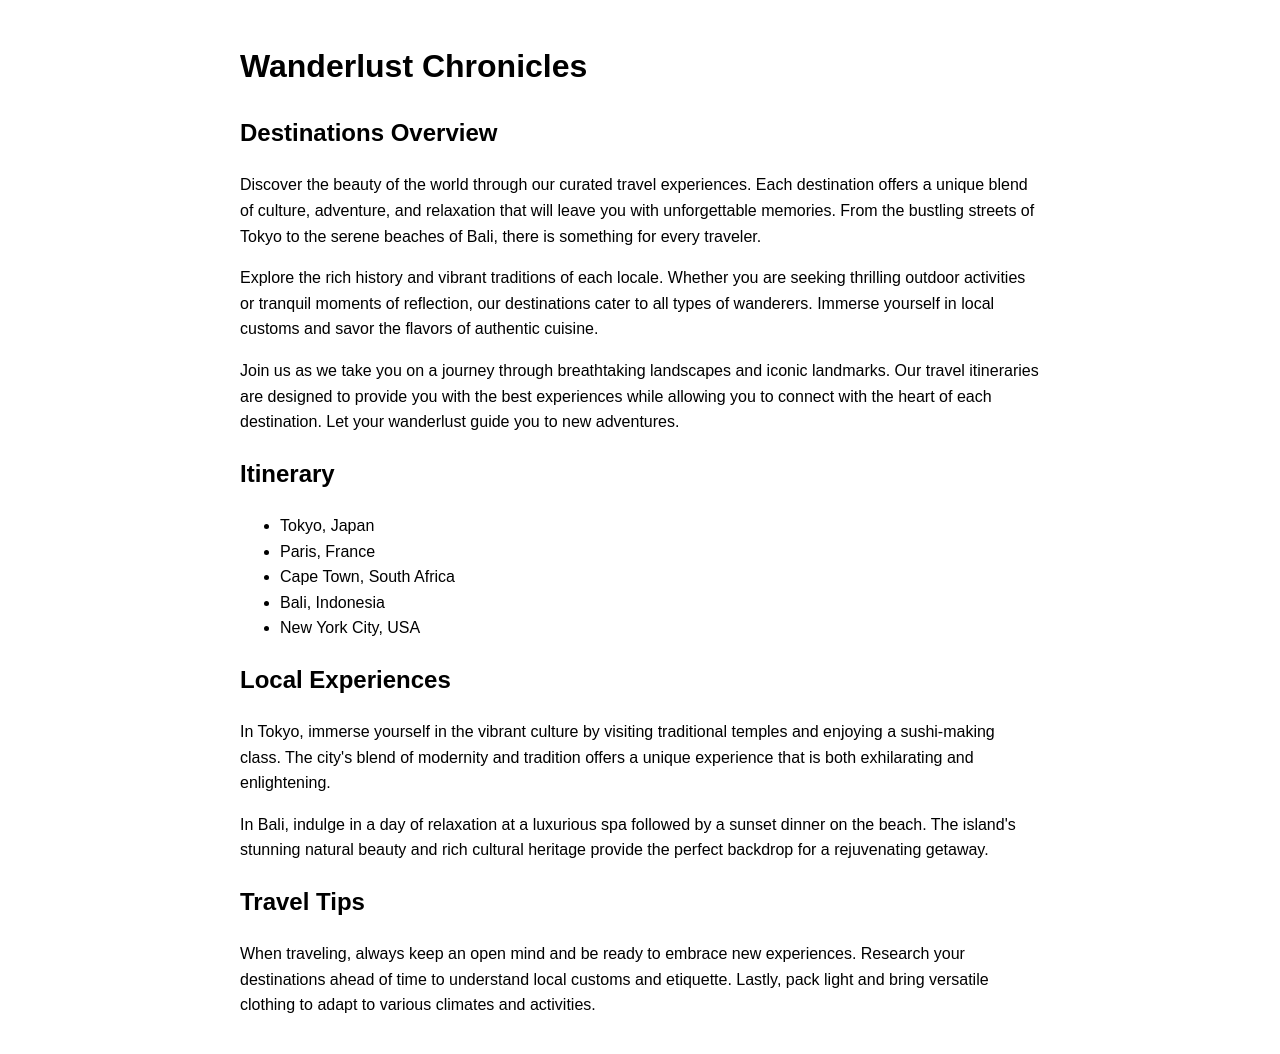 Wanderlust Chronicles
Destinations Overview
Discover the beauty of the world through our curated travel experiences. Each destination offers a unique blend
of culture, adventure, and relaxation that will leave you with unforgettable memories. From the bustling streets of
Tokyo to the serene beaches of Bali, there is something for every traveler.
Explore the rich history and vibrant traditions of each locale. Whether you are seeking thrilling outdoor activities
or tranquil moments of reflection, our destinations cater to all types of wanderers. Immerse yourself in local
customs and savor the flavors of authentic cuisine.
Join us as we take you on a journey through breathtaking landscapes and iconic landmarks. Our travel itineraries
are designed to provide you with the best experiences while allowing you to connect with the heart of each
destination. Let your wanderlust guide you to new adventures.
Itinerary
• Tokyo, Japan
• Paris, France
• Cape Town, South Africa
• Bali, Indonesia
• New York City, USA
Local Experiences
In Tokyo, immerse yourself in the vibrant culture by visiting traditional temples and enjoying a sushi-making
class. The city's blend of modernity and tradition offers a unique experience that is both exhilarating and
enlightening.
In Bali, indulge in a day of relaxation at a luxurious spa followed by a sunset dinner on the beach. The island's
stunning natural beauty and rich cultural heritage provide the perfect backdrop for a rejuvenating getaway.
Travel Tips
When traveling, always keep an open mind and be ready to embrace new experiences. Research your
destinations ahead of time to understand local customs and etiquette. Lastly, pack light and bring versatile
clothing to adapt to various climates and activities.